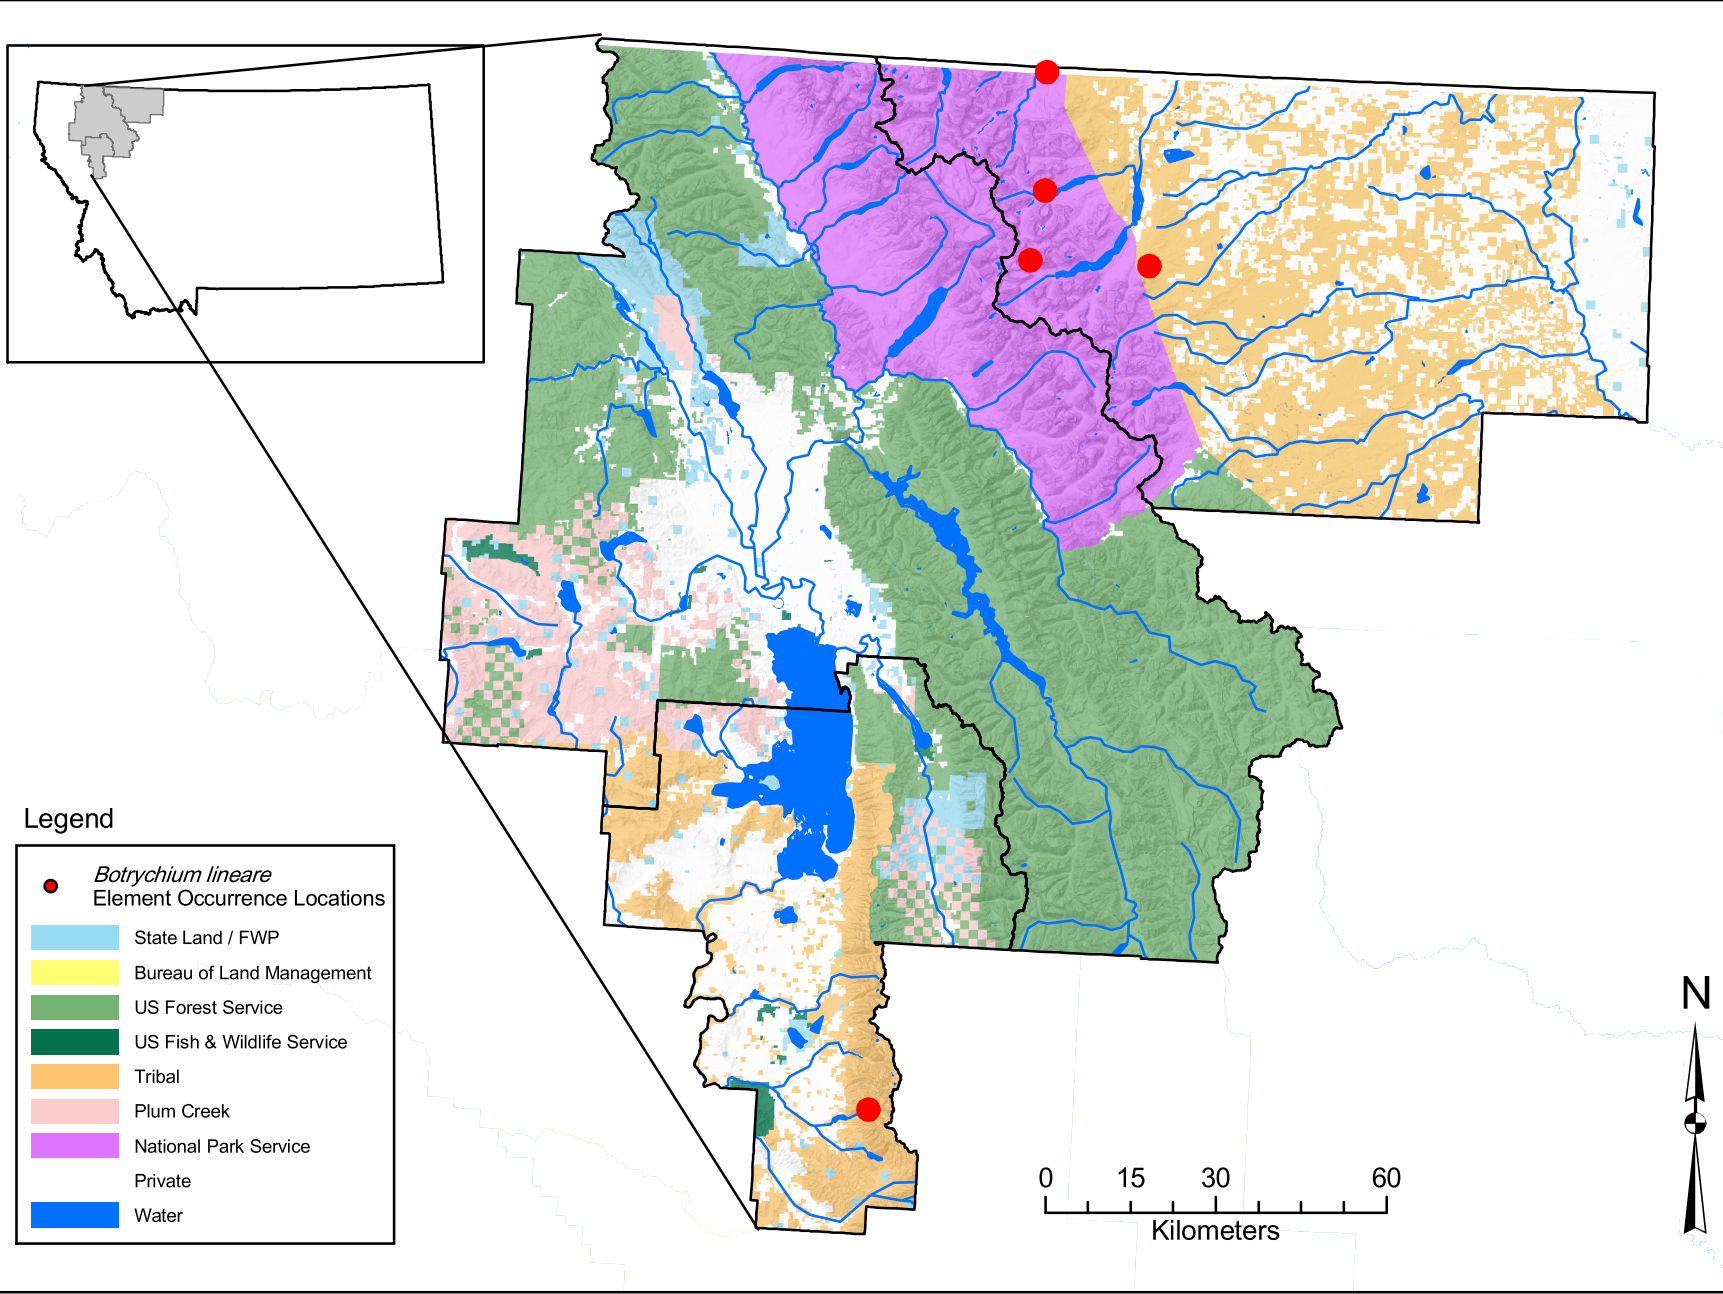 Legend
Botrychium lineare
Element Occurrence Locations
State Land / FWP
Bureau of Land Management
US Forest Service
US Fish & Wildlife Service
Tribal
Plum Creek
National Park Service
Private
Water
N
0 15 30 60
Kilometers